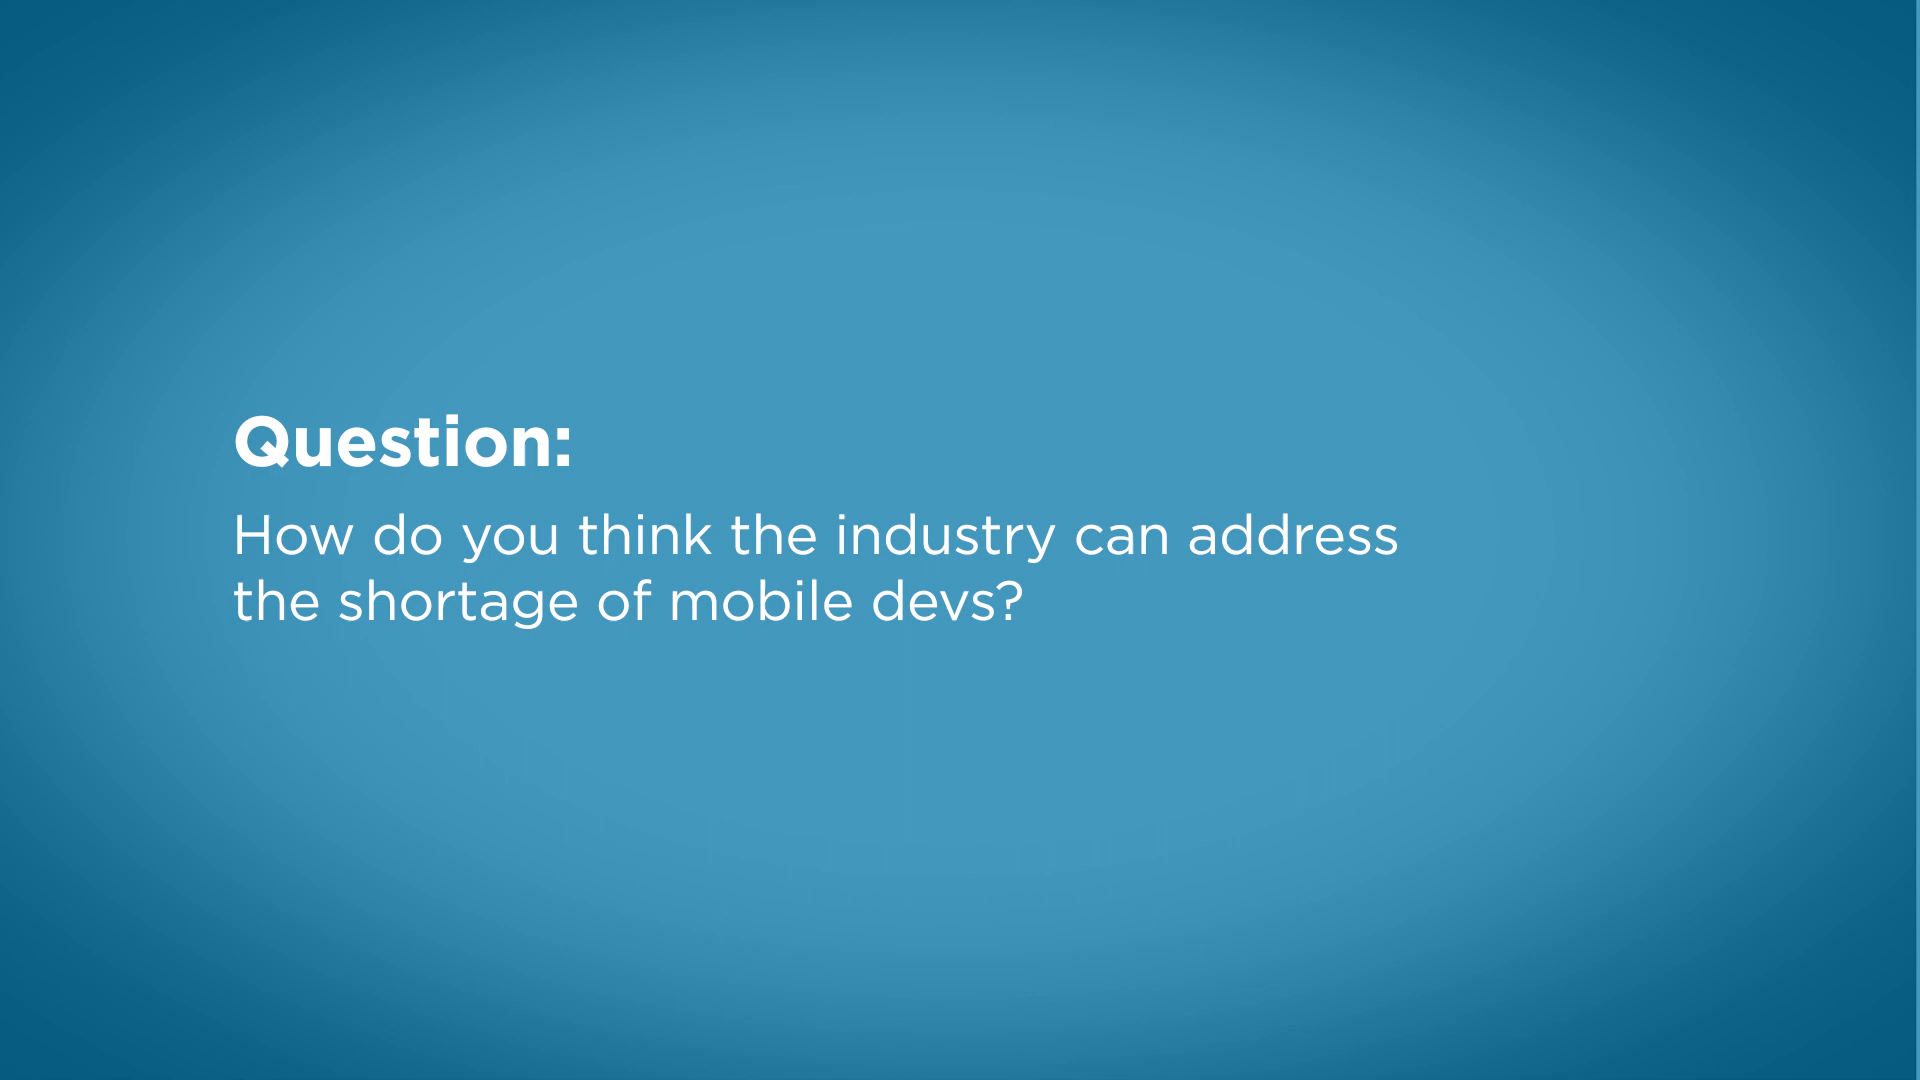 Question:
How do you think the industry can address
the shortage of mobile devs?